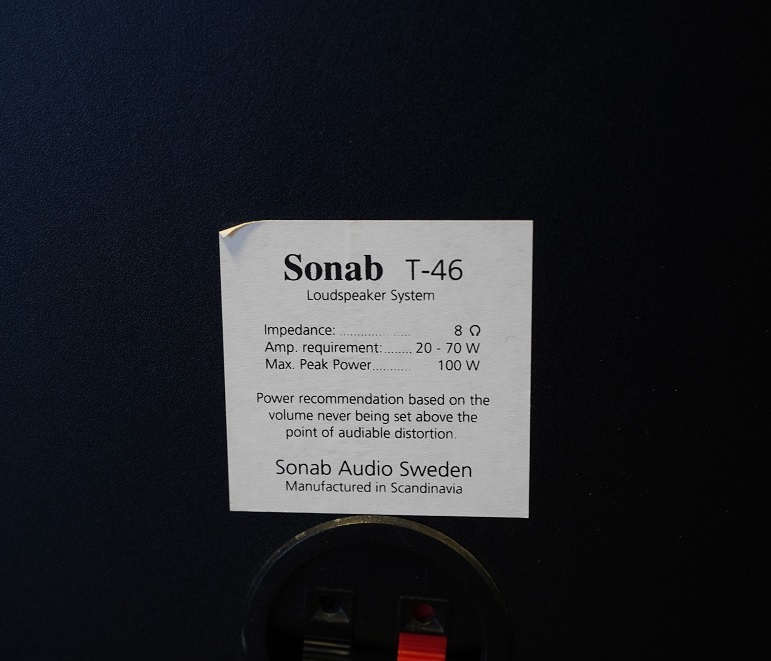 Sonab T-46
Loudspeaker System
Impedance: .................. 8 Ω
Amp. requirement:........ 20 - 70 W
Max. Peak Power........... 100 W
Power recommendation based on the
volume never being set above the
point of audiable distortion.
Sonab Audio Sweden
Manufactured in Scandinavia